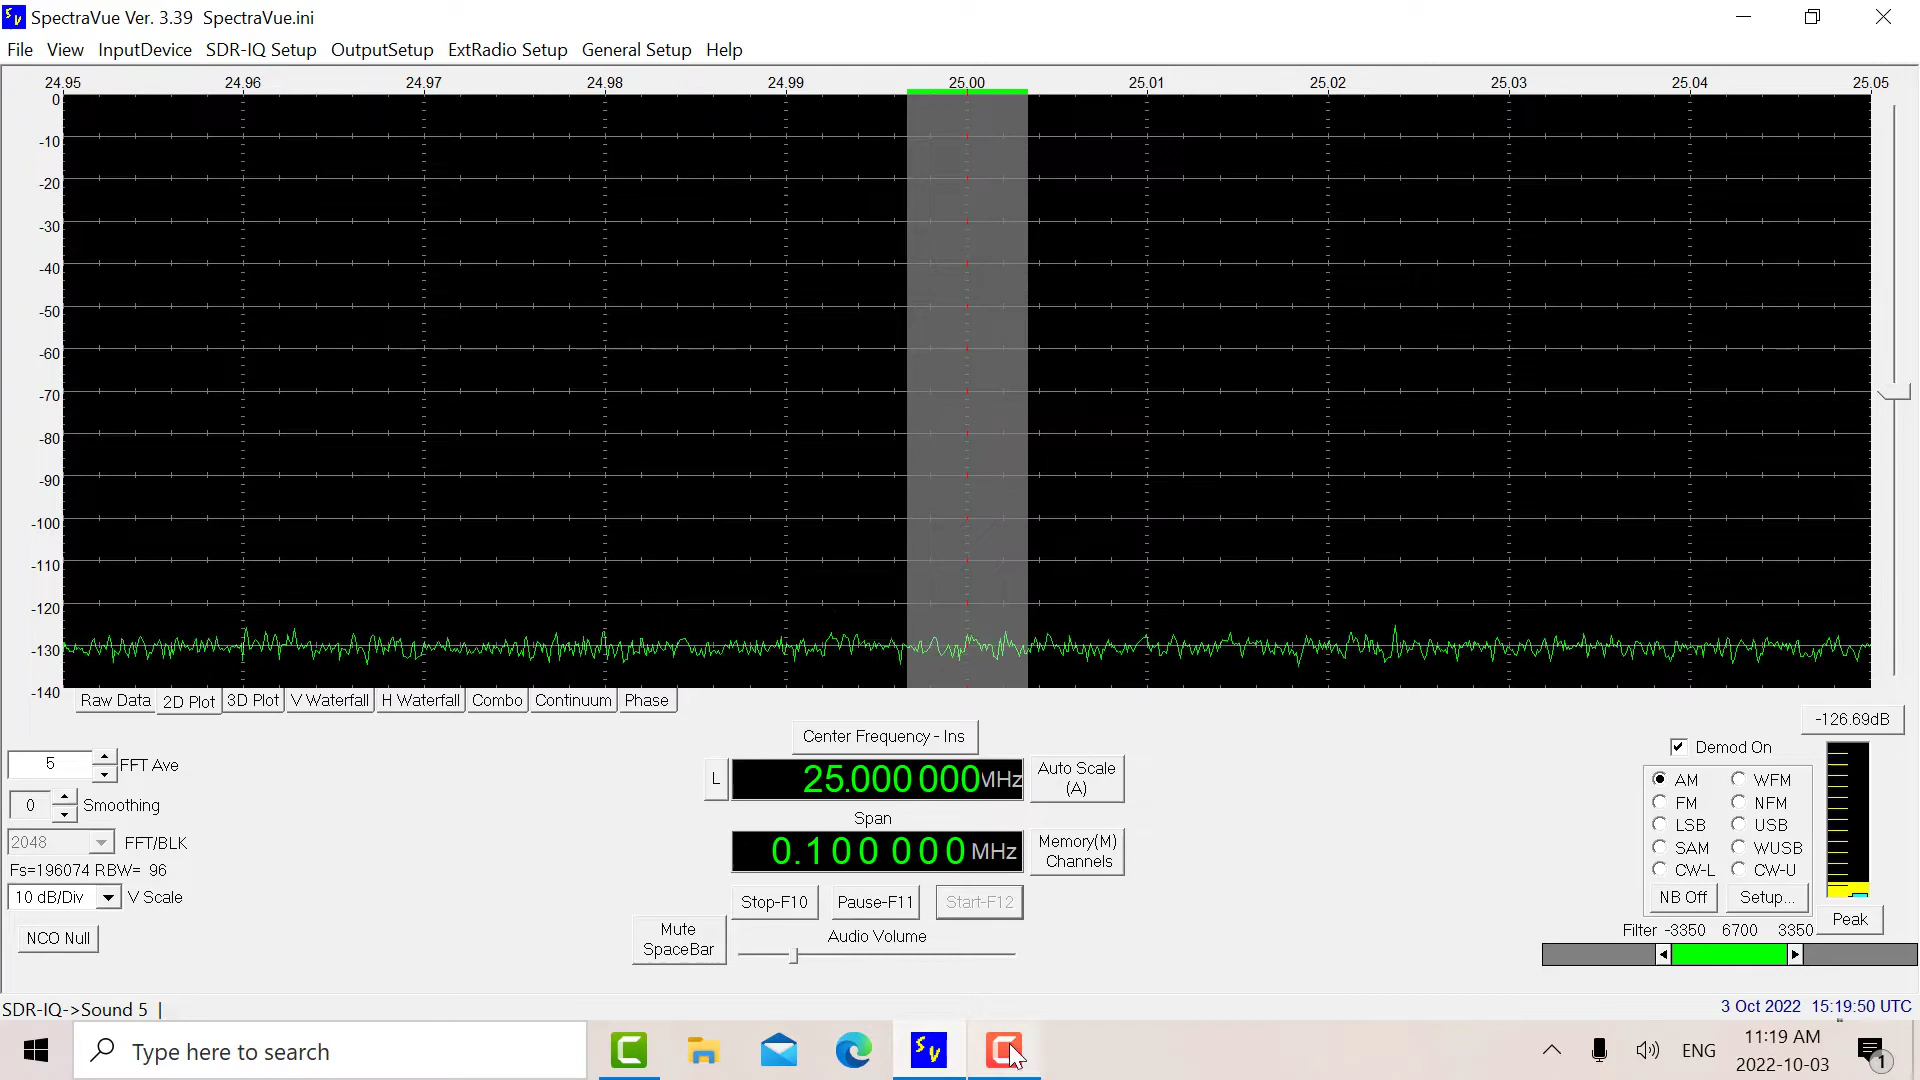 SpectraVue Ver. 3.39 SpectraVue.ini
File View InputDevice SDR-IQ Setup OutputSetup ExtRadio Setup General Setup Help
24.95 24.96 24.97 24.98 24.99 25.00 25.01 25.02 25.03 25.04 25.05
0
-10
-20
-30
-40
-50
-60
-70
-80
-90
-100
-110
-120
-130
-140
Raw Data 2D Plot 3D Plot V Waterfall H Waterfall Combo Continuum Phase
5 FFT Ave
0 Smoothing
2048 FFT/BLK
Fs=196074 RBW= 96
10 dB/Div V Scale
NCO Null
Center Frequency - Ins
L 25.000 000 MHz
Auto Scale
(A)
Span
0.100 000 MHz
Memory(M)
Channels
Stop-F10 Pause-F11 Start-F12
Mute
SpaceBar
Audio Volume
-126.69dB
Demod On
AM WFM
FM NFM
LSB USB
SAM WUSB
CW-L CW-U
NB Off Setup...
Peak
Filter -3350 6700 3350
SDR-IQ->Sound 5 |
3 Oct 2022 15:19:50 UTC
Type here to search
ENG
11:19 AM
2022-10-03
1